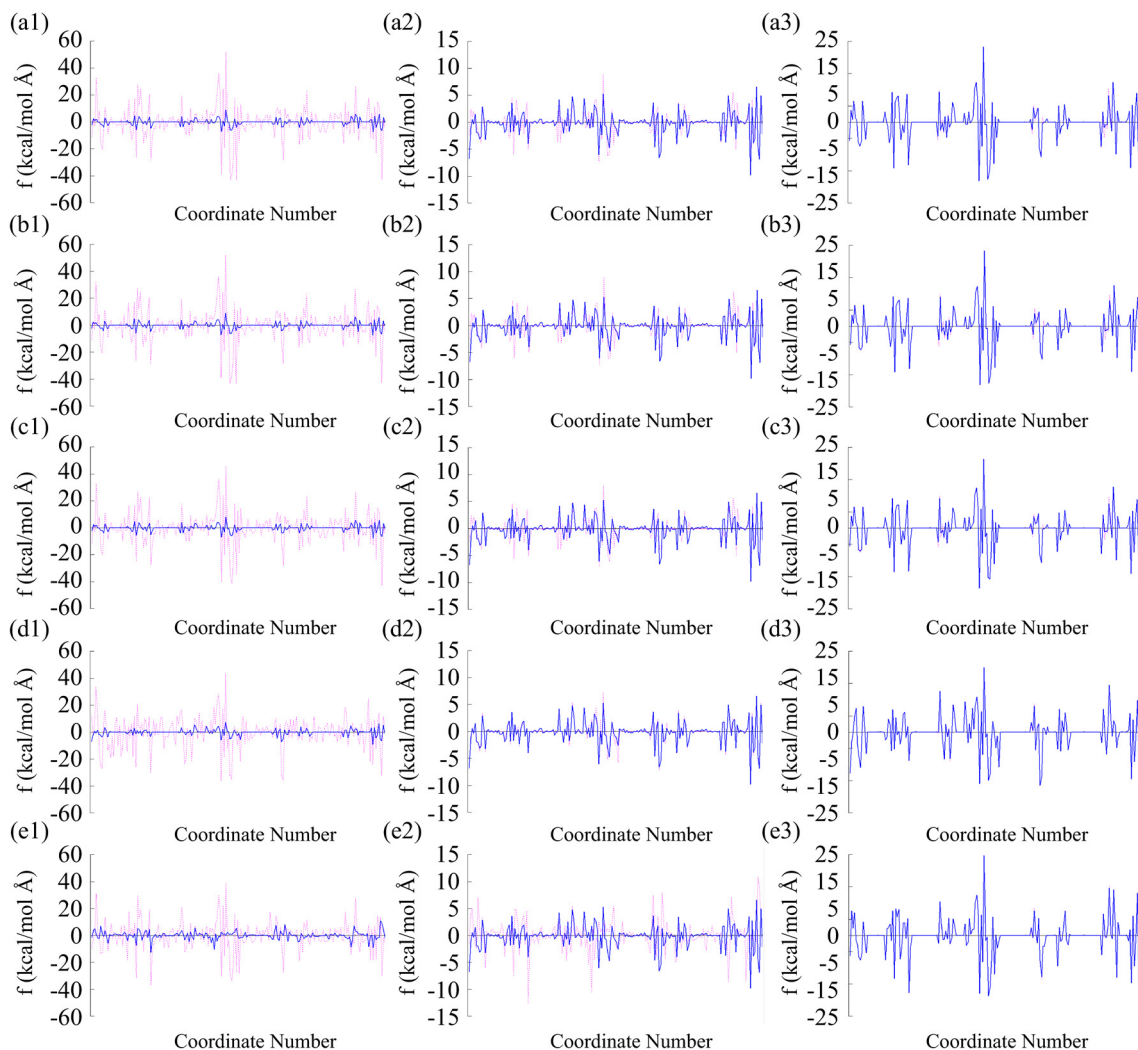 (a1) (a2) (a3)
f (kcal/mol Å) 60 40 20 0 -20 -40 -60 Coordinate Number
f (kcal/mol Å) 15 10 5 0 -5 -10 -15 Coordinate Number
f (kcal/mol Å) 25 15 5 0 5 15 25 Coordinate Number
(b1) (b2) (b3)
f (kcal/mol Å) 60 40 20 0 -20 -40 -60 Coordinate Number
f (kcal/mol Å) 15 10 5 0 -5 -10 -15 Coordinate Number
f (kcal/mol Å) 25 15 5 0 -5 -15 -25 Coordinate Number
(c1) (c2) (c3)
f (kcal/mol Å) 60 40 20 0 -20 -40 -60 Coordinate Number
f (kcal/mol Å) 15 10 5 0 -5 -10 -15 Coordinate Number
f (kcal/mol Å) 25 15 5 0 -5 -15 -25 Coordinate Number
(d1) (d2) (d3)
f (kcal/mol Å) 60 40 20 0 -20 -40 -60 Coordinate Number
f (kcal/mol Å) 15 10 5 0 -5 -10 -15 Coordinate Number
f (kcal/mol Å) 25 15 5 0 -5 -15 -25 Coordinate Number
(e1) (e2) (e3)
f (kcal/mol Å) 60 40 20 0 -20 -40 -60 Coordinate Number
f (kcal/mol Å) 15 10 5 0 -5 -10 -15 Coordinate Number
f (kcal/mol Å) 25 15 5 0 -5 -15 -25 Coordinate Number